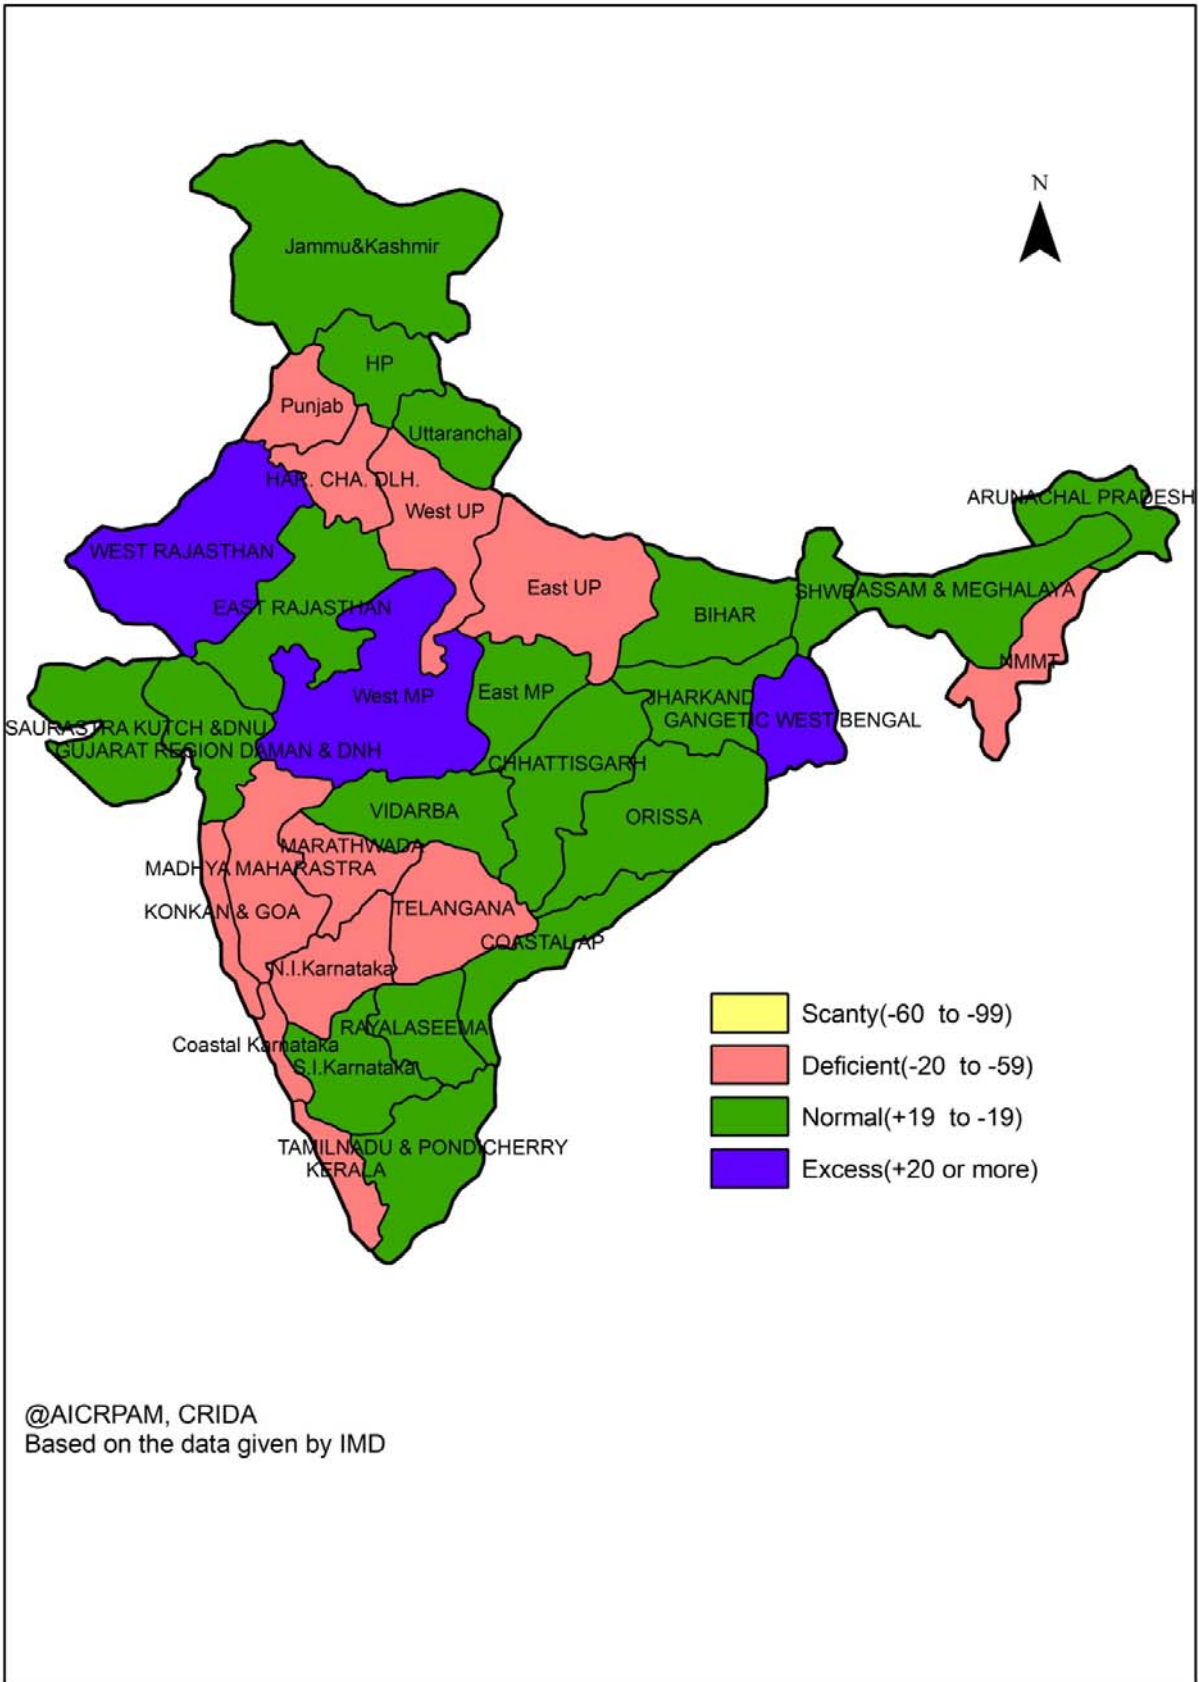 N
Jammu&Kashmir
HP
Punjab
Uttaranchal
HAR. CHA. DLH.
West UP
ARUNACHAL PRADESH
WEST RAJASTHAN
East UP
SHWB
ASSAM & MEGHALAYA
EAST RAJASTHAN
BIHAR
NMMT
West MP
East MP
JHARKAND
GANGETIC WEST BENGAL
SAURASTRA KUTCH &DNU
GUJARAT REGION DAMAN & DNH
CHHATTISGARH
VIDARBA
ORISSA
MARATHWADA
MADHYA MAHARASTRA
KONKAN & GOA
TELANGANA
COASTAL AP
N.I.Karnataka
RAYALASEEMA
Coastal Karnataka
S.I.Karnataka
TAMILNADU & PONDICHERRY
KERALA
Scanty(-60 to -99)
Deficient(-20 to -59)
Normal(+19 to -19)
Excess(+20 or more)
@AICRPAM, CRIDA
Based on the data given by IMD